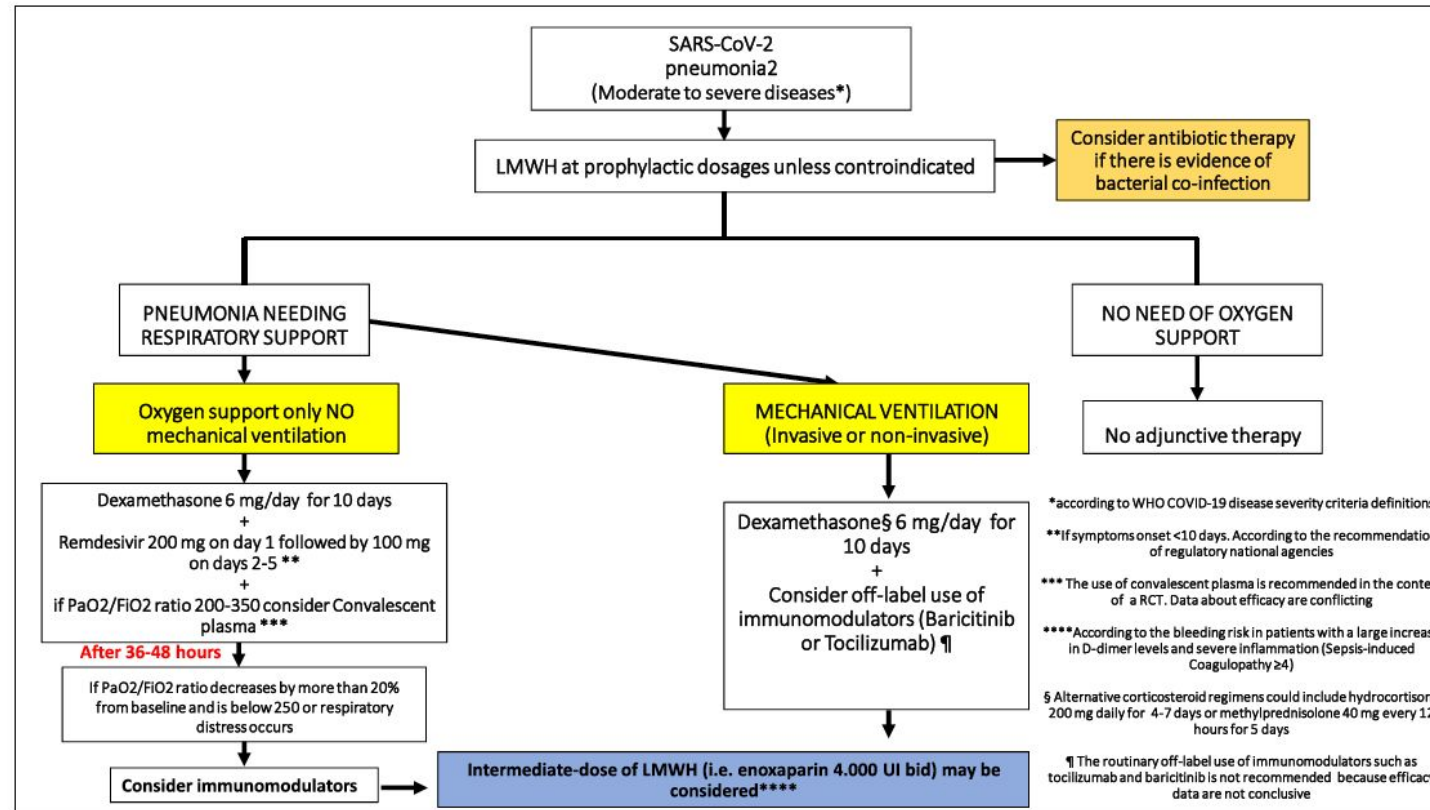 SARS-CoV-2
pneumonia2
(Moderate to severe diseases*)
LMWH at prophylactic dosages unless controindicated
Consider antibiotic therapy
if there is evidence of
bacterial co-infection
PNEUMONIA NEEDING
RESPIRATORY SUPPORT
NO NEED OF OXYGEN
SUPPORT
Oxygen support only NO
mechanical ventilation
MECHANICAL VENTILATION
(Invasive or non-invasive)
No adjunctive therapy
Dexamethasone 6 mg/day for 10 days
+
Remdesivir 200 mg on day 1 followed by 100 mg
on days 2-5 **
+
if PaO2/FiO2 ratio 200-350 consider Convalescent
plasma ***
After 36-48 hours
If PaO2/FiO2 ratio decreases by more than 20%
from baseline and is below 250 or respiratory
distress occurs
Consider immunomodulators
Dexamethasone§ 6 mg/day for
10 days
+
Consider off-label use of
immunomodulators (Baricitinib
or Tocilizumab) ¶
Intermediate-dose of LMWH (i.e. enoxaparin 4.000 UI bid) may be
considered****
*according to WHO COVID-19 disease severity criteria definitions
**If symptoms onset <10 days. According to the
of regulatory national agencies
*** The use of convalescent plasma is recommended in the
of a RCT. Data about efficacy are conflicting
****According to the bleeding risk in patients with a large
in D-dimer levels and severe inflammation (Sepsis-induced
Coagulopathy ≥4)
§ Alternative corticosteroid regimens could include
200 mg daily for 4-7 days or methylprednisolone 40 mg every
hours for 5 days
¶ The routinary off-label use of immunomodulators such as
tocilizumab and baricitinib is not recommended because
data are not conclusive